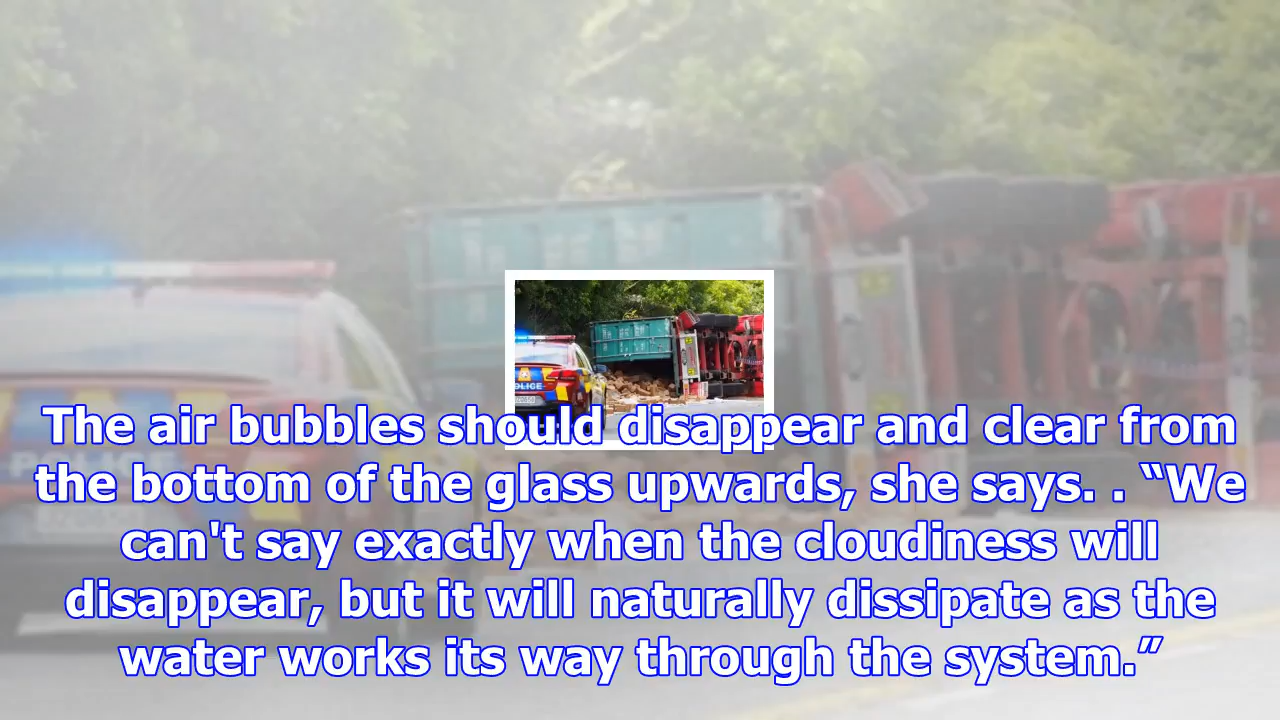 POLICE
The air bubbles should disappear and clear from
the bottom of the glass upwards, she says. . “We
can't say exactly when the cloudiness will
disappear, but it will naturally dissipate as the
water works its way through the system.”